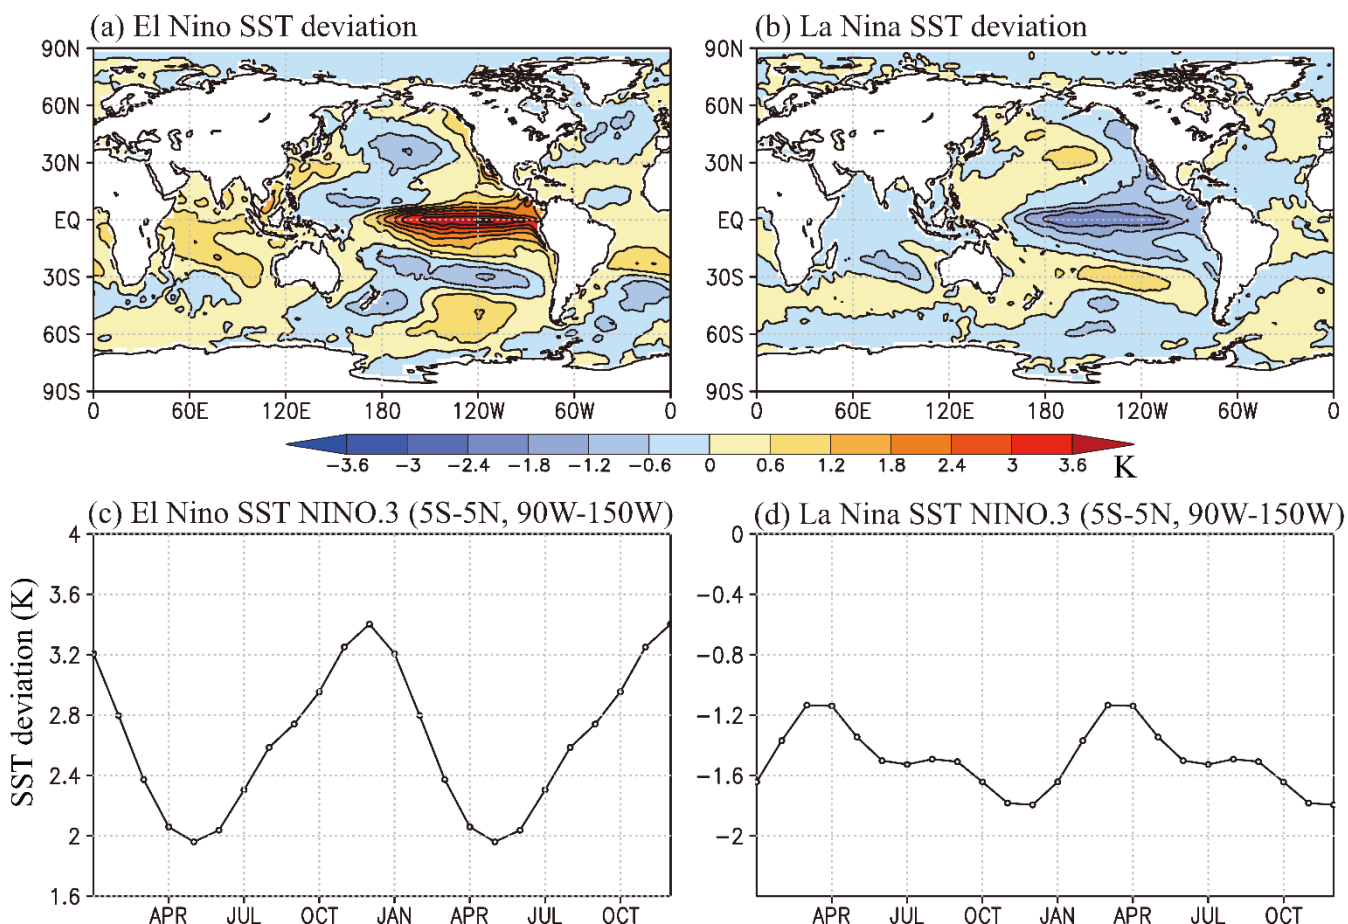 (a) El Nino SST deviation
(b) La Nina SST deviation
90N
60N
30N
EQ
30S
60S
90S
0 60E 120E 180 120W 60W 0
90N
60N
30N
EQ
30S
60S
90S
0 60E 120E 180 120W 60W 0
−3.6 −3 −2.4 −1.8 −1.2 −0.6 0 0.6 1.2 1.8 2.4 3 3.6 K
(c) El Nino SST NINO.3 (5S-5N, 90W-150W)
(d) La Nina SST NINO.3 (5S-5N, 90W-150W)
SST deviation (K)
4
3.6
3.2
2.8
2.4
2
1.6
APR JUL OCT JAN APR JUL OCT
0
−0.4
−0.8
−1.2
−1.6
−2
APR JUL OCT JAN APR JUL OCT